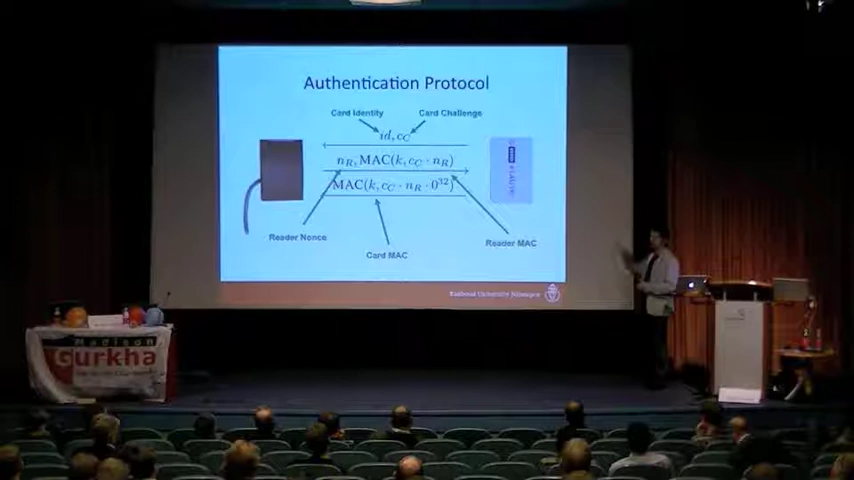 Authentication Protocol
Card Identity Card Challenge
id, c_C
n_R, MAC(k, c_C · n_R)
MAC(k, c_C · n_R · 0^32)
Reader Nonce
Reader MAC
Card MAC
Radboud University Nijmegen
Madison
Gurkha